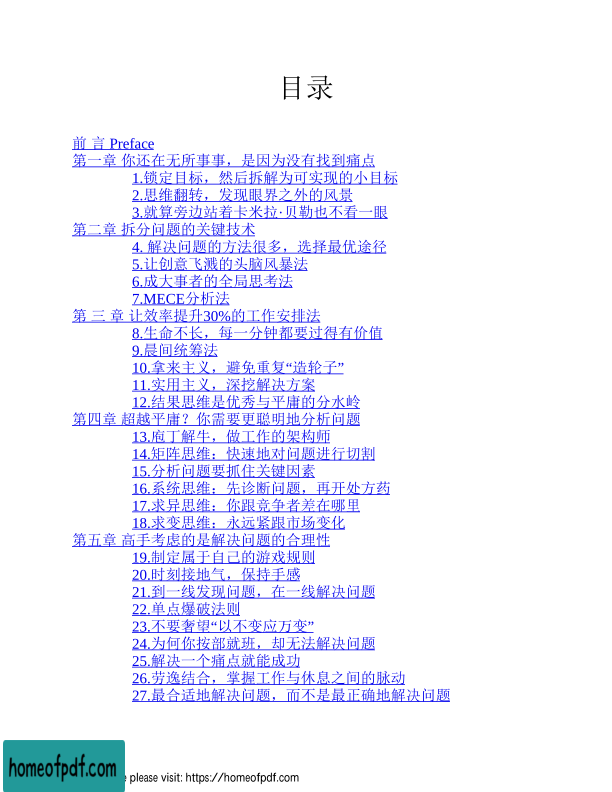 目录
前 言 Preface
第一章 你还在无所事事，是因为没有找到痛点
1.锁定目标，然后拆解为可实现的小目标
2.思维翻转，发现眼界之外的风景
3.就算旁边站着卡米拉·贝勒也不看一眼
第二章 拆分问题的关键技术
4. 解决问题的方法很多，选择最优途径
5.让创意飞溅的头脑风暴法
6.成大事者的全局思考法
7.MECE分析法
第 三 章 让效率提升30%的工作安排法
8.生命不长，每一分钟都要过得有价值
9.晨间统筹法
10.拿来主义，避免重复“造轮子”
11.实用主义，深挖解决方案
12.结果思维是优秀与平庸的分水岭
第四章 超越平庸？你需要更聪明地分析问题
13.庖丁解牛，做工作的架构师
14.矩阵思维：快速地对问题进行切割
15.分析问题要抓住关键因素
16.系统思维：先诊断问题，再开处方药
17.求异思维：你跟竞争者差在哪里
18.求变思维：永远紧跟市场变化
第五章 高手考虑的是解决问题的合理性
19.制定属于自己的游戏规则
20.时刻接地气，保持手感
21.到一线发现问题，在一线解决问题
22.单点爆破法则
23.不要奢望“以不变应万变”
24.为何你按部就班，却无法解决问题
25.解决一个痛点就能成功
26.劳逸结合，掌握工作与休息之间的脉动
27.最合适地解决问题，而不是最正确地解决问题
homeofpdf.com
please visit: https://homeofpdf.com